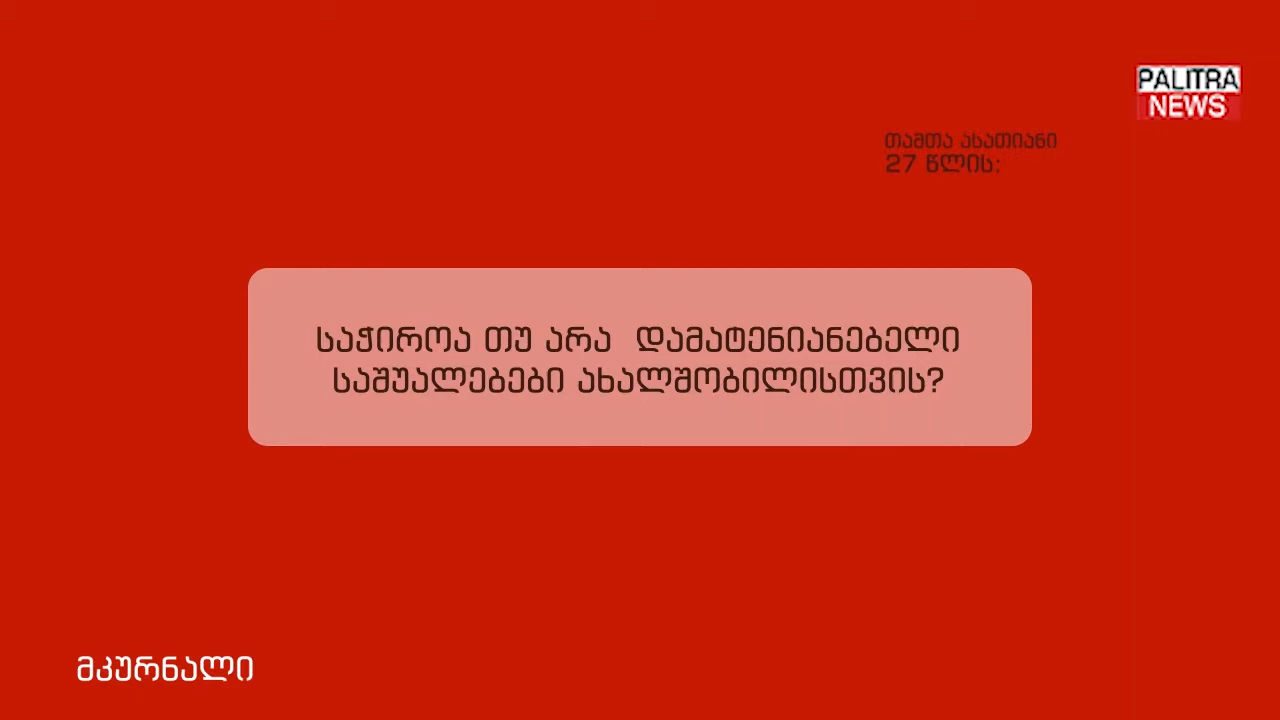 PALITRA
NEWS
თამთა ასათიანი
27 წლის:
საჭიროა თუ არა დამატენიანებელი
საშუალებები ახალშობილისთვის?
მკურნალი